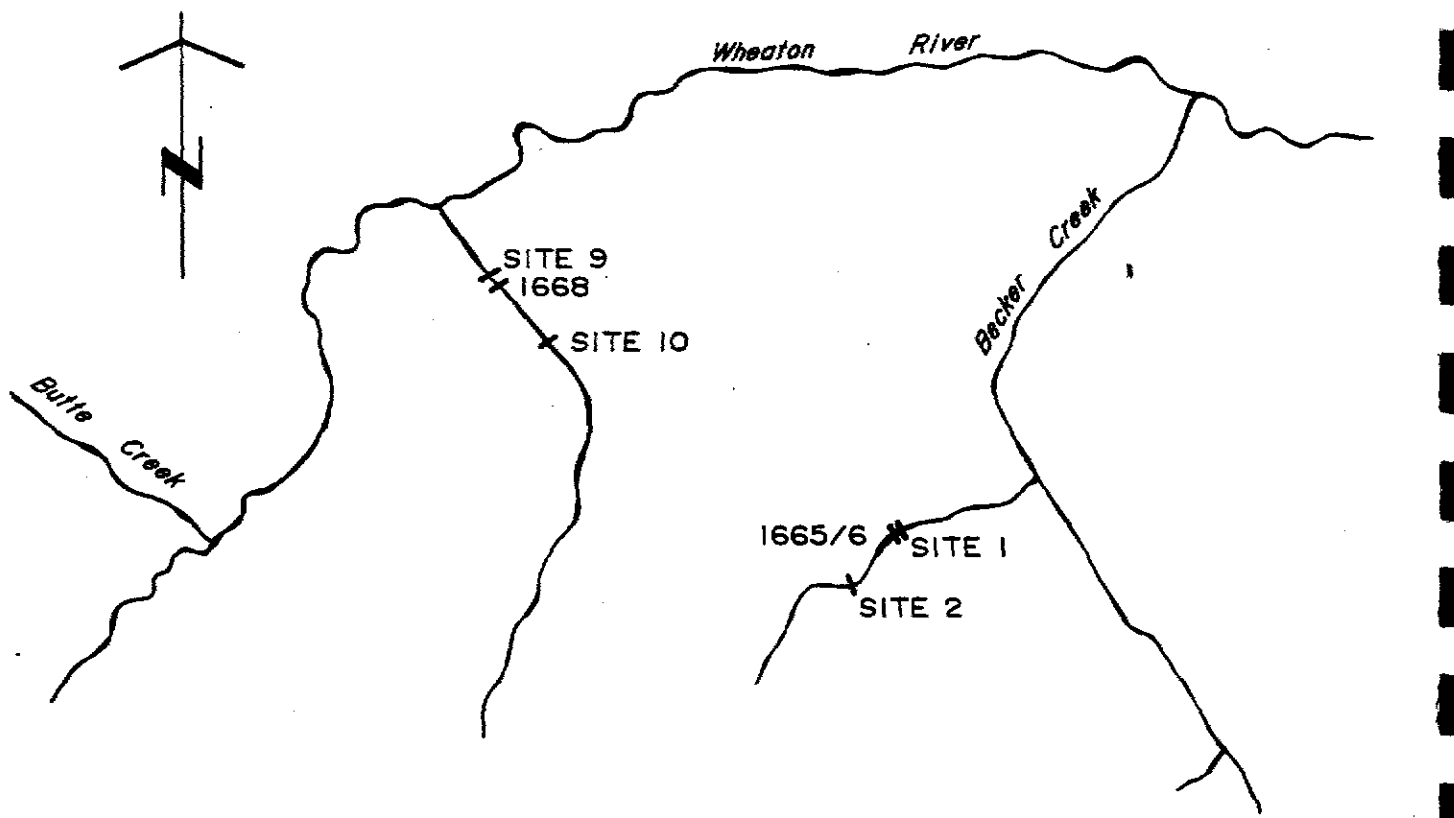 Wheaton River
N
SITE 9
1668
SITE 10
Becker Creek
Butte Creek
1665/6
SITE 1
SITE 2